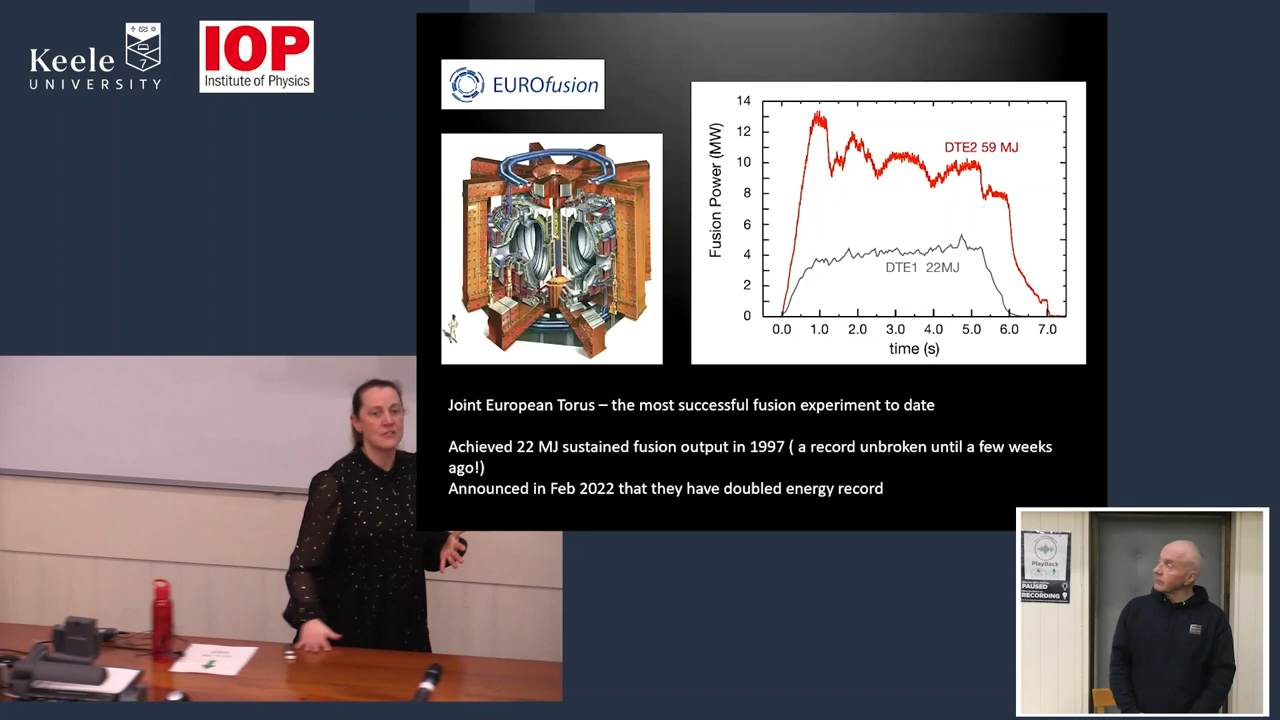 Keele
UNIVERSITY
IOP
Institute of Physics
EUROfusion
14
12
10
8
6
4
2
0
Fusion Power (MW)
DTE2 59 MJ
DTE1 22MJ
0.0 1.0 2.0 3.0 4.0 5.0 6.0 7.0
time (s)
Joint European Torus – the most successful fusion experiment to date
Achieved 22 MJ sustained fusion output in 1997 ( a record unbroken until a few weeks
ago!)
Announced in Feb 2022 that they have doubled energy record
PlayBack
PAUSED
RECORDING